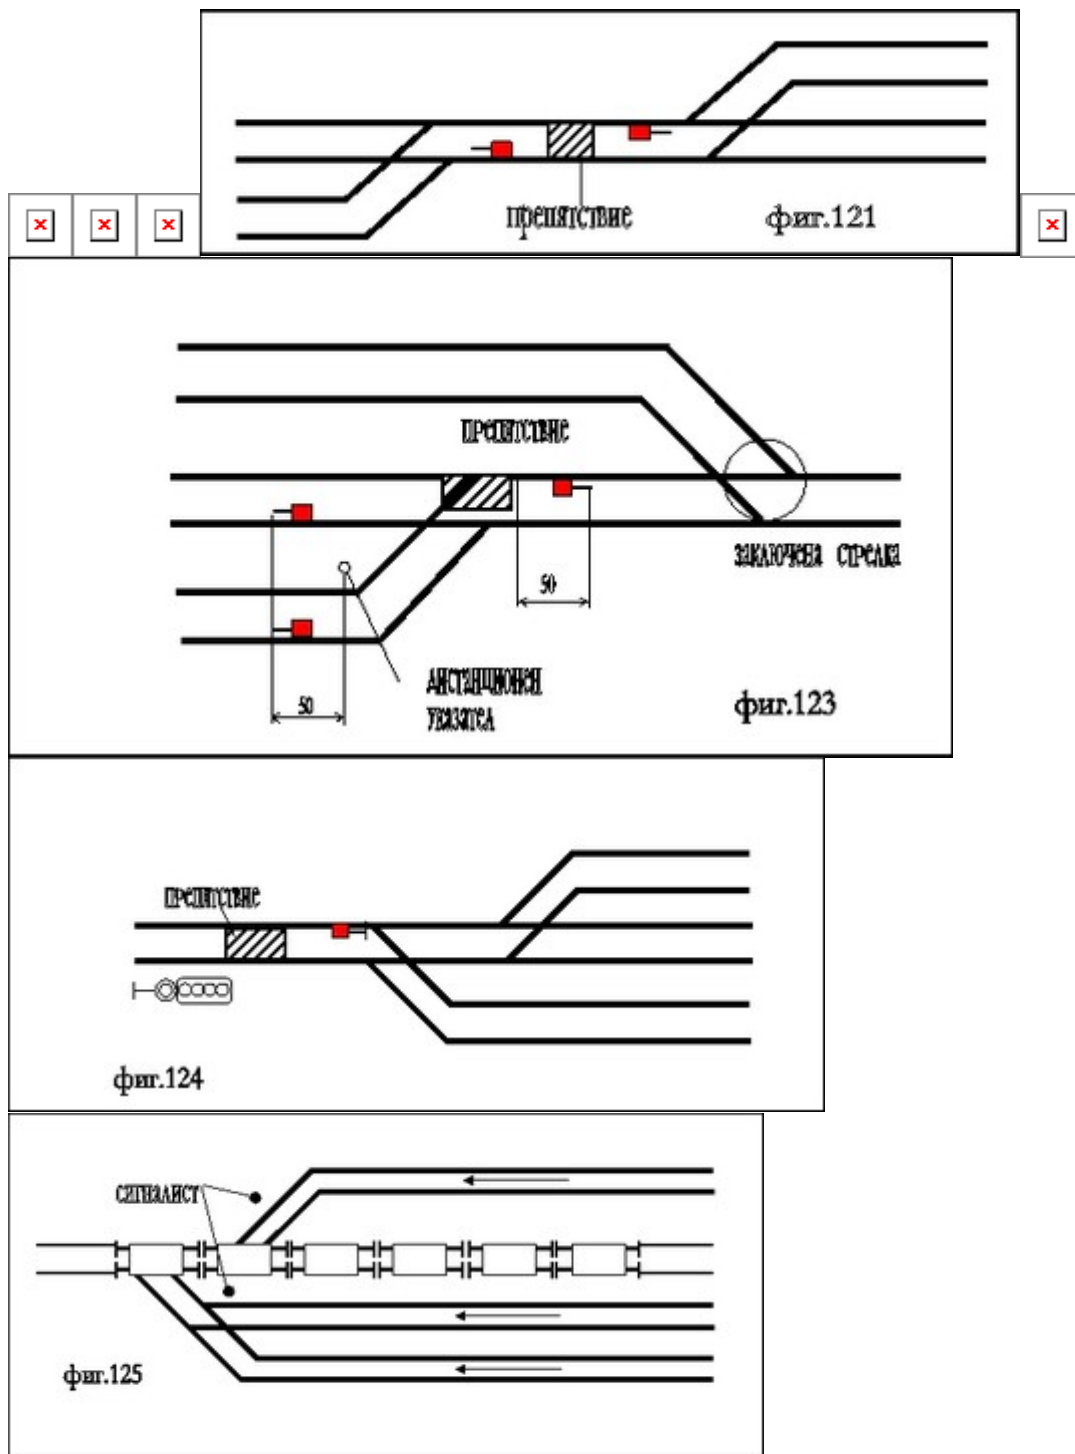 препятствие
фиг.121
препятствие
50
заключена стрелка
50
дистанционен
указател
фиг.123
препятствие
фиг.124
сигналист
фиг.125